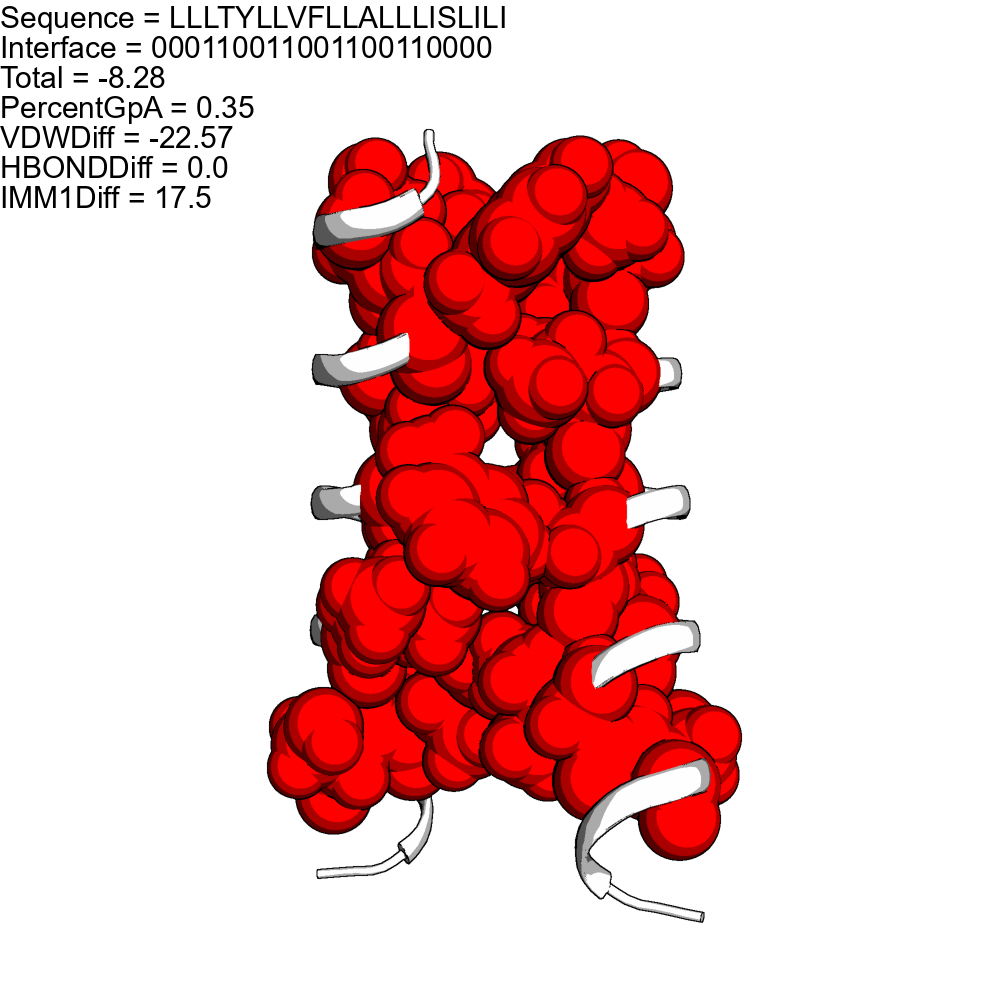 Sequence = LLLTYLLVFLLALLLISLILI
Interface = 000110011001100110000
Total = -8.28
PercentGpA = 0.35
VDWDiff = -22.57
HBONDDiff = 0.0
IMM1Diff = 17.5